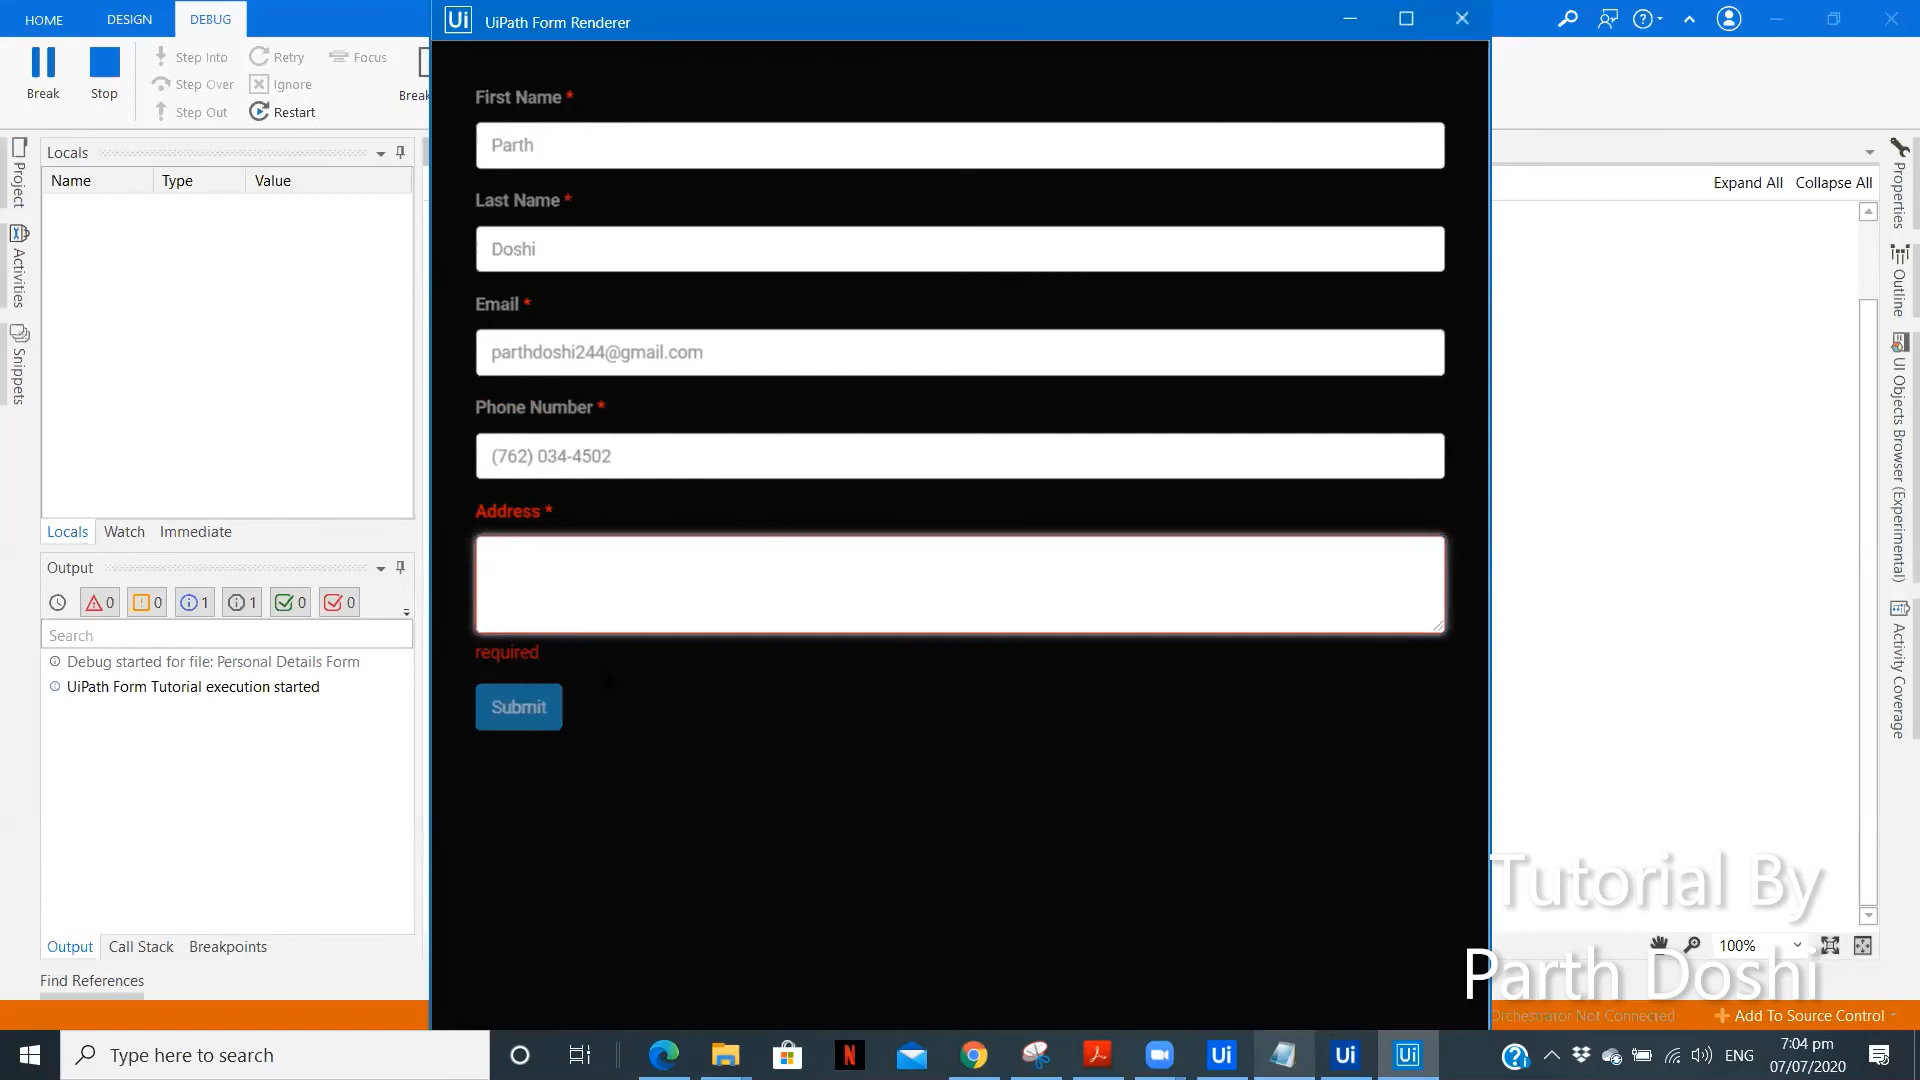 HOME DESIGN DEBUG
UiPath Form Renderer
Break
Stop
Step Into
Step Over
Step Out
Retry
Ignore
Restart
Focus
Break
Project
Activities
Snippets
Locals
Name Type Value
Locals Watch Immediate
Output
0 0 1 1 0 0
Search
Debug started for file: Personal Details Form
UiPath Form Tutorial execution started
Output Call Stack Breakpoints
Find References
First Name *
Parth
Last Name *
Doshi
Email *
parthdoshi244@gmail.com
Phone Number *
(762) 034-4502
Address *
required
Submit
Expand All Collapse All
Properties
Outline
UI Objects Browser (Experimental)
Activity Coverage
Tutorial By
Parth Doshi
100%
Orchestrator Not Connected
Add To Source Control
Type here to search
ENG
7:04 pm
07/07/2020